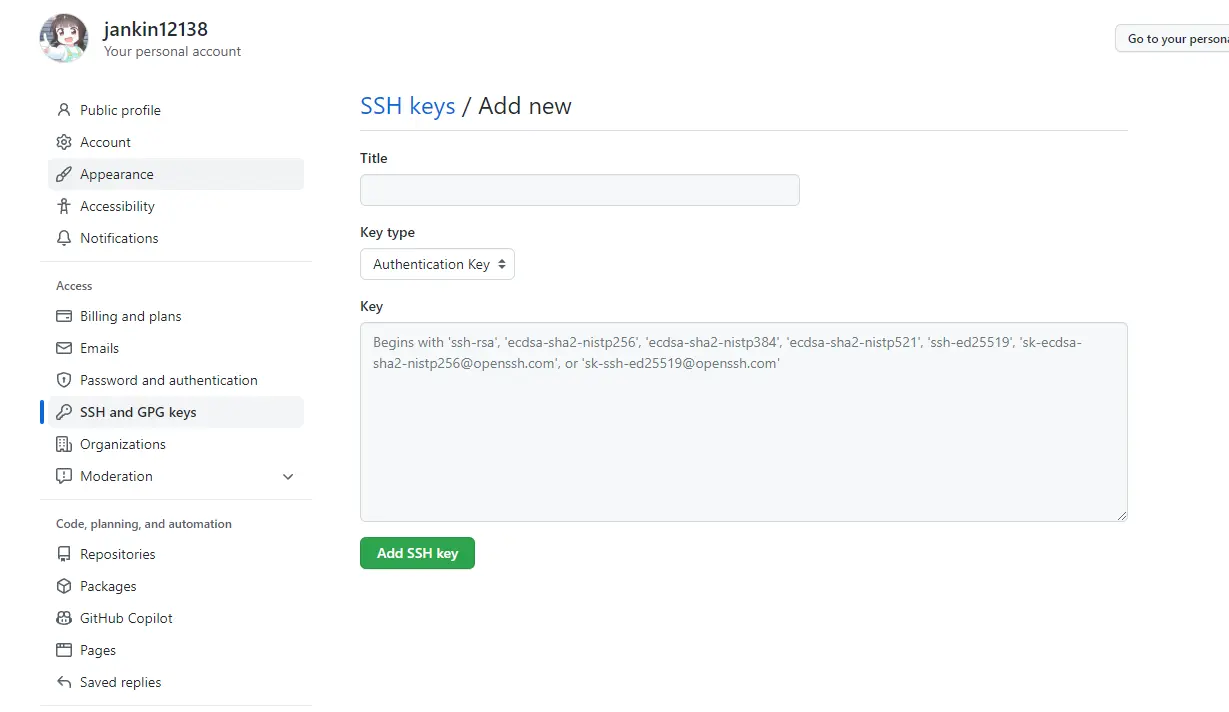 jankin12138
Your personal account
Go to your persona
Public profile
Account
Appearance
Accessibility
Notifications
Access
Billing and plans
Emails
Password and authentication
SSH and GPG keys
Organizations
Moderation
Code, planning, and automation
Repositories
Packages
GitHub Copilot
Pages
Saved replies
SSH keys / Add new
Title
Key type
Authentication Key
Key
Begins with 'ssh-rsa', 'ecdsa-sha2-nistp256', 'ecdsa-sha2-nistp384', 'ecdsa-sha2-nistp521', 'ssh-ed25519', 'sk-ecdsa-
sha2-nistp256@openssh.com', or 'sk-ssh-ed25519@openssh.com'
Add SSH key